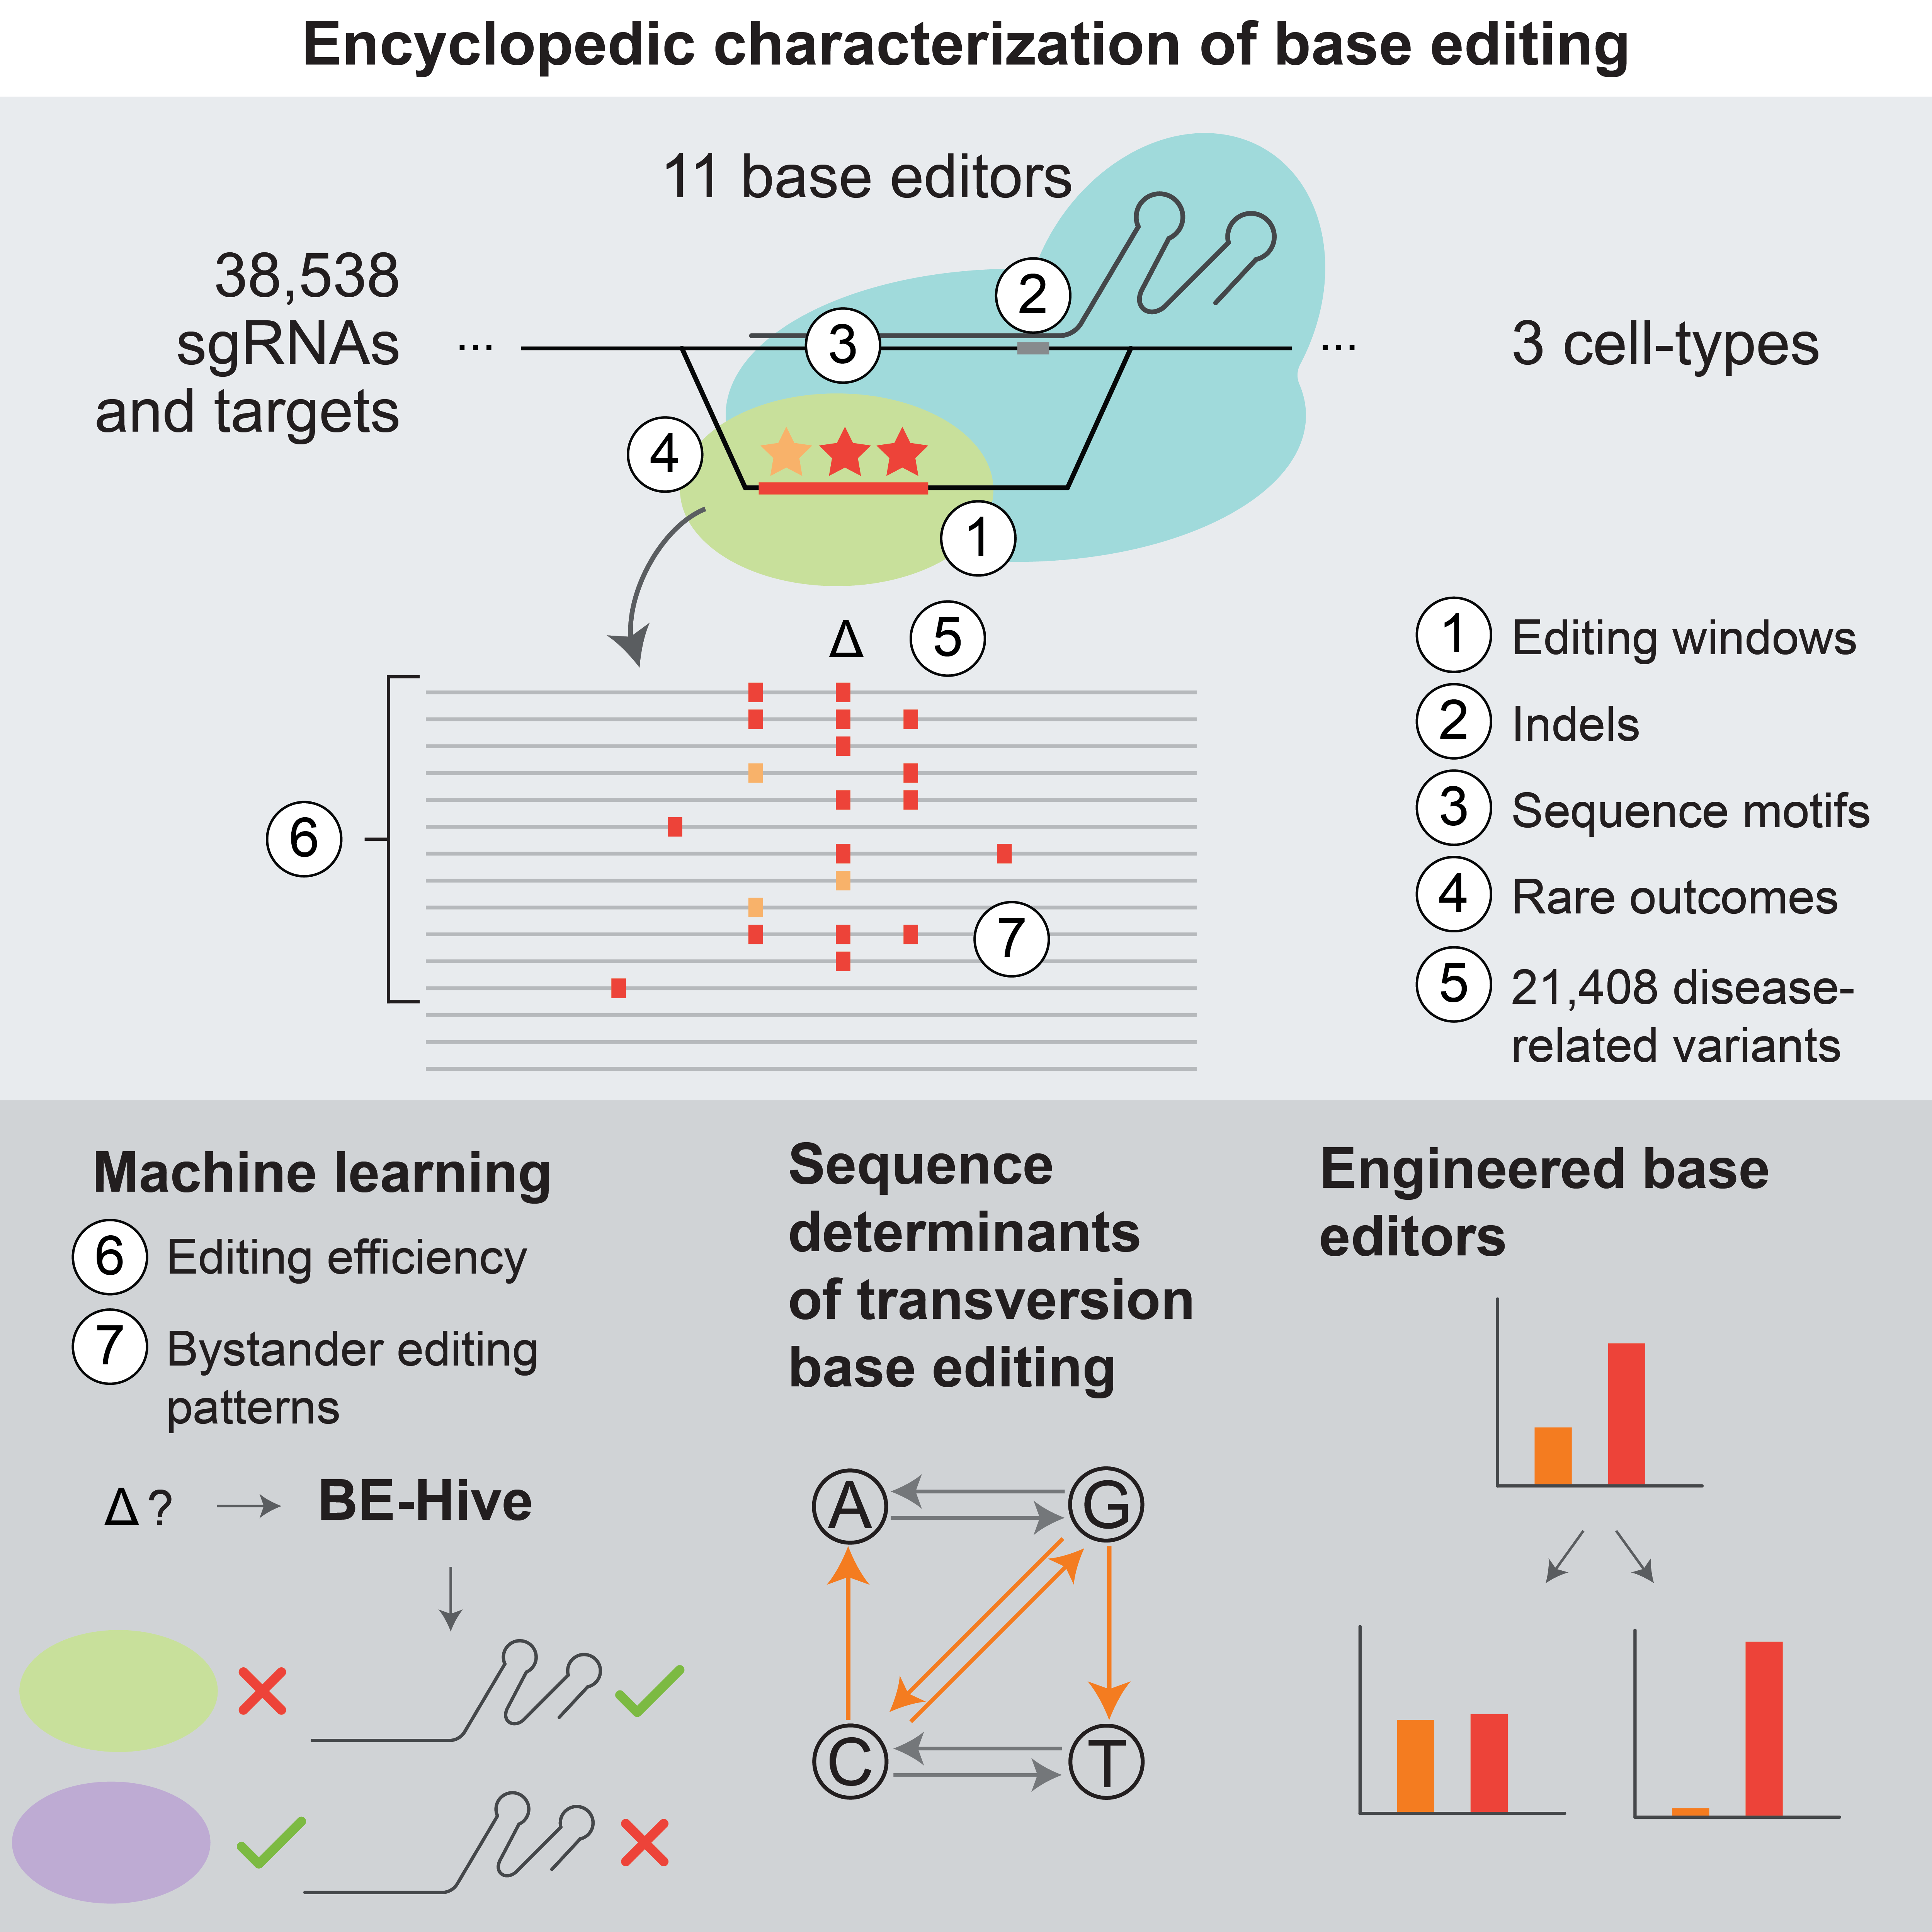 Encyclopedic characterization of base editing
11 base editors
38,538
sgRNAs
and targets
...
...
3 cell-types
2
3
4
1
Δ
5
6
7
1 Editing windows
2 Indels
3 Sequence motifs
4 Rare outcomes
5 21,408 disease-
related variants
Machine learning
6 Editing efficiency
7 Bystander editing
patterns
Δ ?
BE-Hive
Sequence
determinants
of transversion
base editing
A
G
C
T
Engineered base
editors